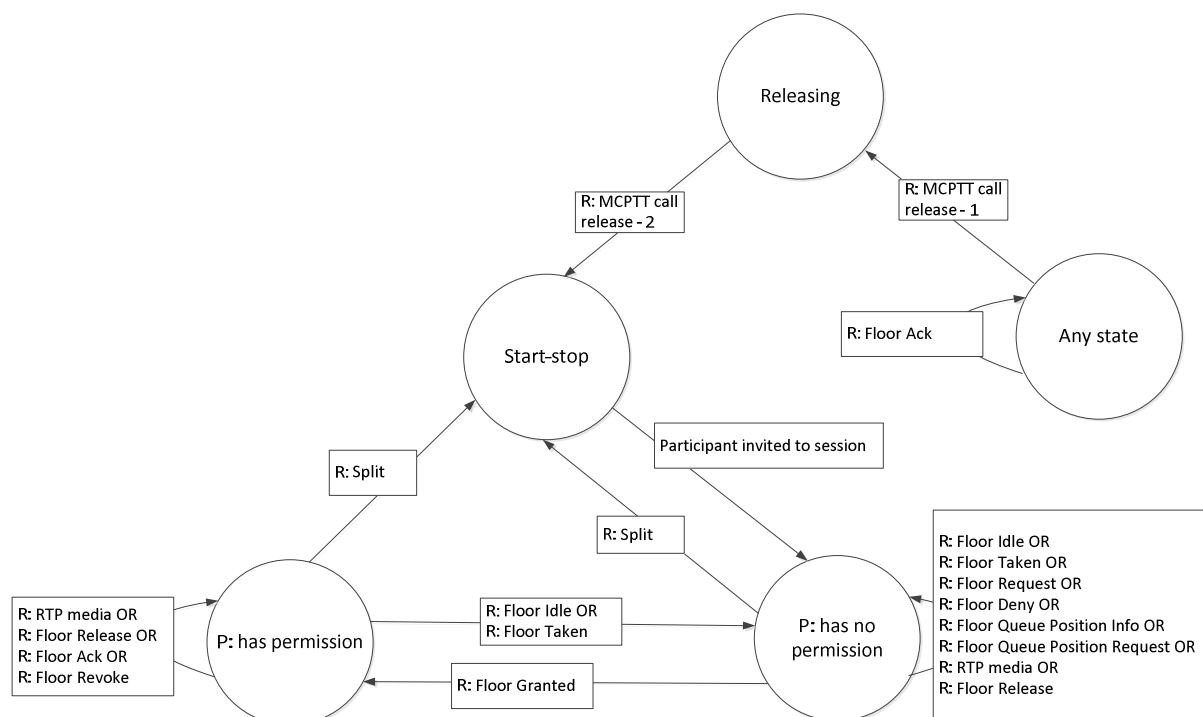 Releasing
R: MCPTT call
release - 2
R: MCPTT call
release - 1
Start-stop
R: Floor Ack
Any state
Participant invited to session
R: Split
R: Split
R: RTP media OR
R: Floor Release OR
R: Floor Ack OR
R: Floor Revoke
P: has permission
R: Floor Idle OR
R: Floor Taken
R: Floor Granted
P: has no
permission
R: Floor Idle OR
R: Floor Taken OR
R: Floor Request OR
R: Floor Deny OR
R: Floor Queue Position Info OR
R: Floor Queue Position Request OR
R: RTP media OR
R: Floor Release